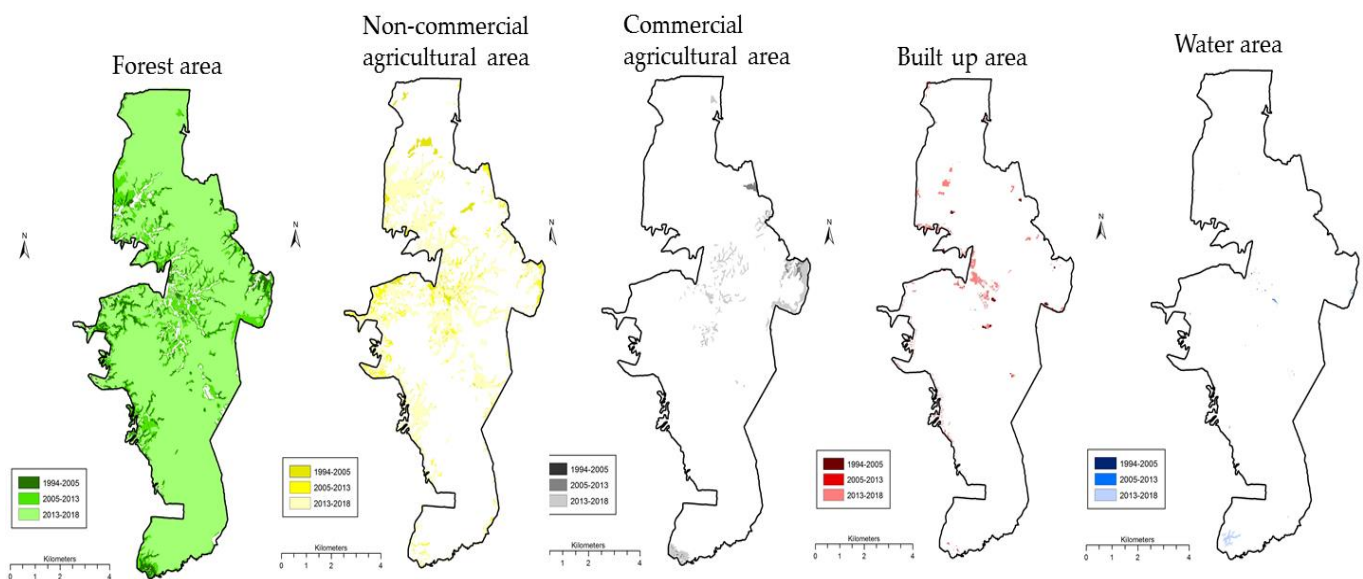 Forest area
Non-commercial
agricultural area
Commercial
agricultural area
Built up area
Water area
N
N
N
N
N
1994-2005
2005-2013
2013-2018
1994-2005
2005-2013
2013-2018
1994-2005
2005-2013
2013-2018
1994-2005
2005-2013
2013-2018
1994-2005
2005-2013
2013-2018
Kilometers
0 1 2 4
Kilometers
0 1 2 4
Kilometers
0 1 2 4
Kilometers
0 1 2 4
Kilometers
0 1 2 4